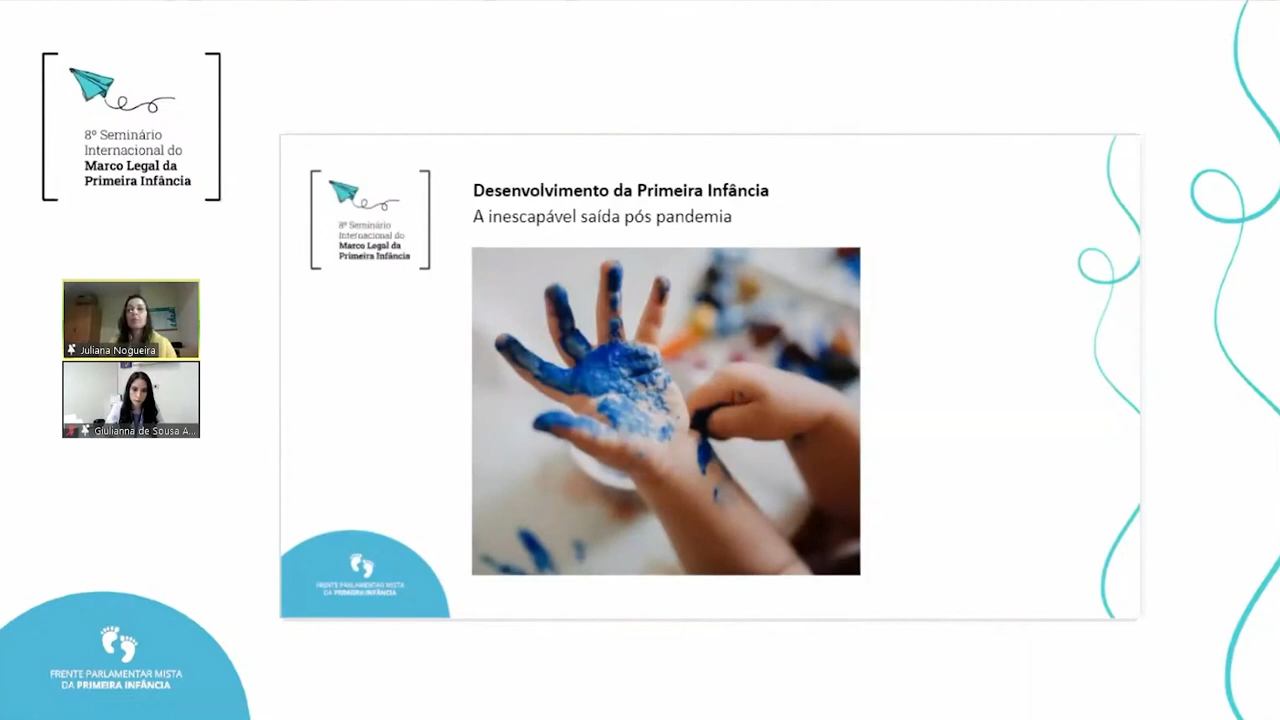 8º Seminário
Internacional do
Marco Legal da
Primeira Infância
Juliana Nogueira
Giulianna de Sousa A...
FRENTE PARLAMENTAR MISTA
DA PRIMEIRA INFÂNCIA
8º Seminário
Internacional do
Marco Legal da
Primeira Infância
Desenvolvimento da Primeira Infância
A inescapável saída pós pandemia
FRENTE PARLAMENTAR MISTA
DA PRIMEIRA INFÂNCIA